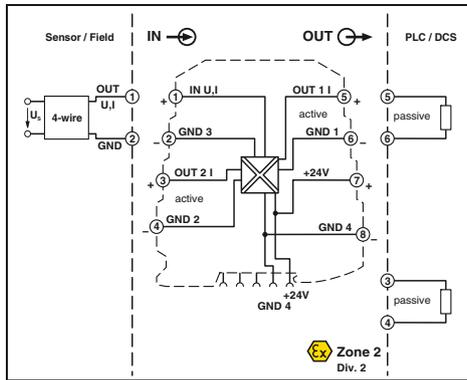 Sensor / Field
IN
OUT
PLC / DCS
OUT
U,I
1
Us
4-wire
GND
2
+
1
IN U,I
OUT 1 I
5
+
active
–
2
GND 3
GND 1
6
–
+
3
OUT 2 I
+24V
7
+
active
–
4
GND 2
GND 4
8
–
+24V
GND 4
5
passive
6
3
passive
4
Ex
Zone 2
Div. 2